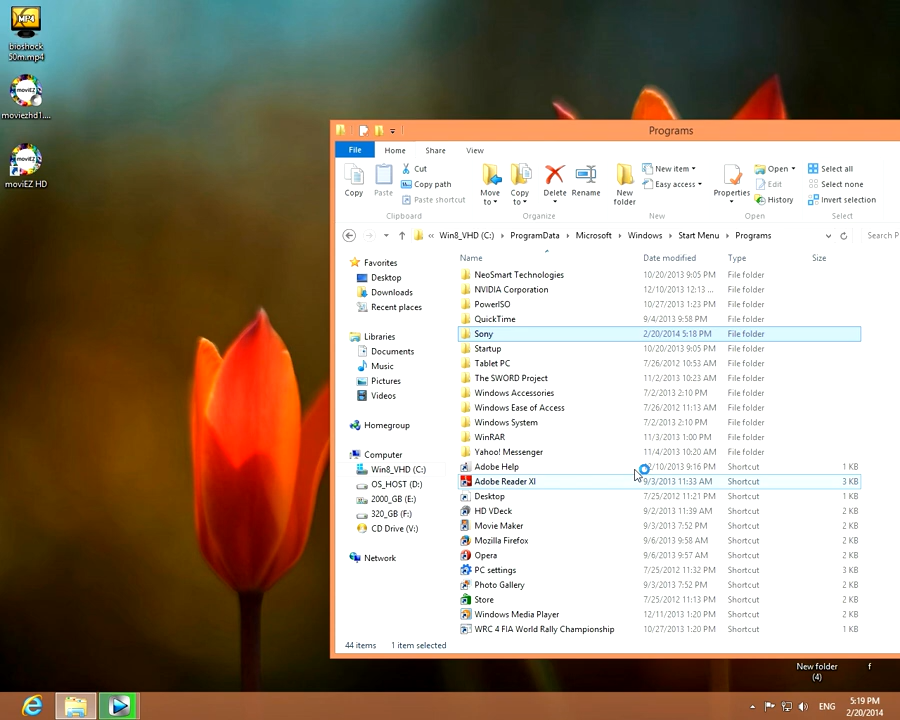 MP4
bioshock
50m.mp4
moviEZ
moviezhd1....
moviEZ
moviEZ HD
Programs
File Home Share View
Copy
Paste
Cut
Copy path
Paste shortcut
Move to
Copy to
Delete
Rename
New folder
New item
Easy access
Properties
Open
Edit
History
Select all
Select none
Invert selection
Clipboard Organize New Open Select
« Win8_VHD (C:) ProgramData Microsoft Windows Start Menu Programs Search P
Name Date modified Type Size
Favorites
Desktop
Downloads
Recent places
Libraries
Documents
Music
Pictures
Videos
Homegroup
Computer
Win8_VHD (C:)
OS_HOST (D:)
2000_GB (E:)
320_GB (F:)
CD Drive (V:)
Network
NeoSmart Technologies 10/20/2013 9:05 PM File folder
NVIDIA Corporation 12/10/2013 12:13 ... File folder
PowerISO 10/27/2013 1:23 PM File folder
QuickTime 9/4/2013 9:58 PM File folder
Sony 2/20/2014 5:18 PM File folder
Startup 10/20/2013 9:05 PM File folder
Tablet PC 7/26/2012 10:53 AM File folder
The SWORD Project 11/2/2013 10:23 AM File folder
Windows Accessories 7/2/2013 2:10 PM File folder
Windows Ease of Access 7/26/2012 11:13 AM File folder
Windows System 7/2/2013 2:10 PM File folder
WinRAR 11/3/2013 1:00 PM File folder
Yahoo! Messenger 11/4/2013 10:20 AM File folder
Adobe Help 2/10/2013 9:16 PM Shortcut 1 KB
Adobe Reader XI 9/3/2013 11:33 AM Shortcut 3 KB
Desktop 7/25/2012 11:21 PM Shortcut 1 KB
HD VDeck 9/2/2013 11:39 AM Shortcut 2 KB
Movie Maker 9/3/2013 7:52 PM Shortcut 2 KB
Mozilla Firefox 9/6/2013 9:58 AM Shortcut 2 KB
Opera 9/6/2013 9:57 AM Shortcut 2 KB
PC settings 7/25/2012 11:32 PM Shortcut 3 KB
Photo Gallery 9/3/2013 7:52 PM Shortcut 2 KB
Store 7/25/2012 11:13 PM Shortcut 2 KB
Windows Media Player 12/11/2013 1:20 PM Shortcut 2 KB
WRC 4 FIA World Rally Championship 10/27/2013 1:20 PM Shortcut 1 KB
44 items 1 item selected
New folder
(4)
f
ENG
5:19 PM
2/20/2014